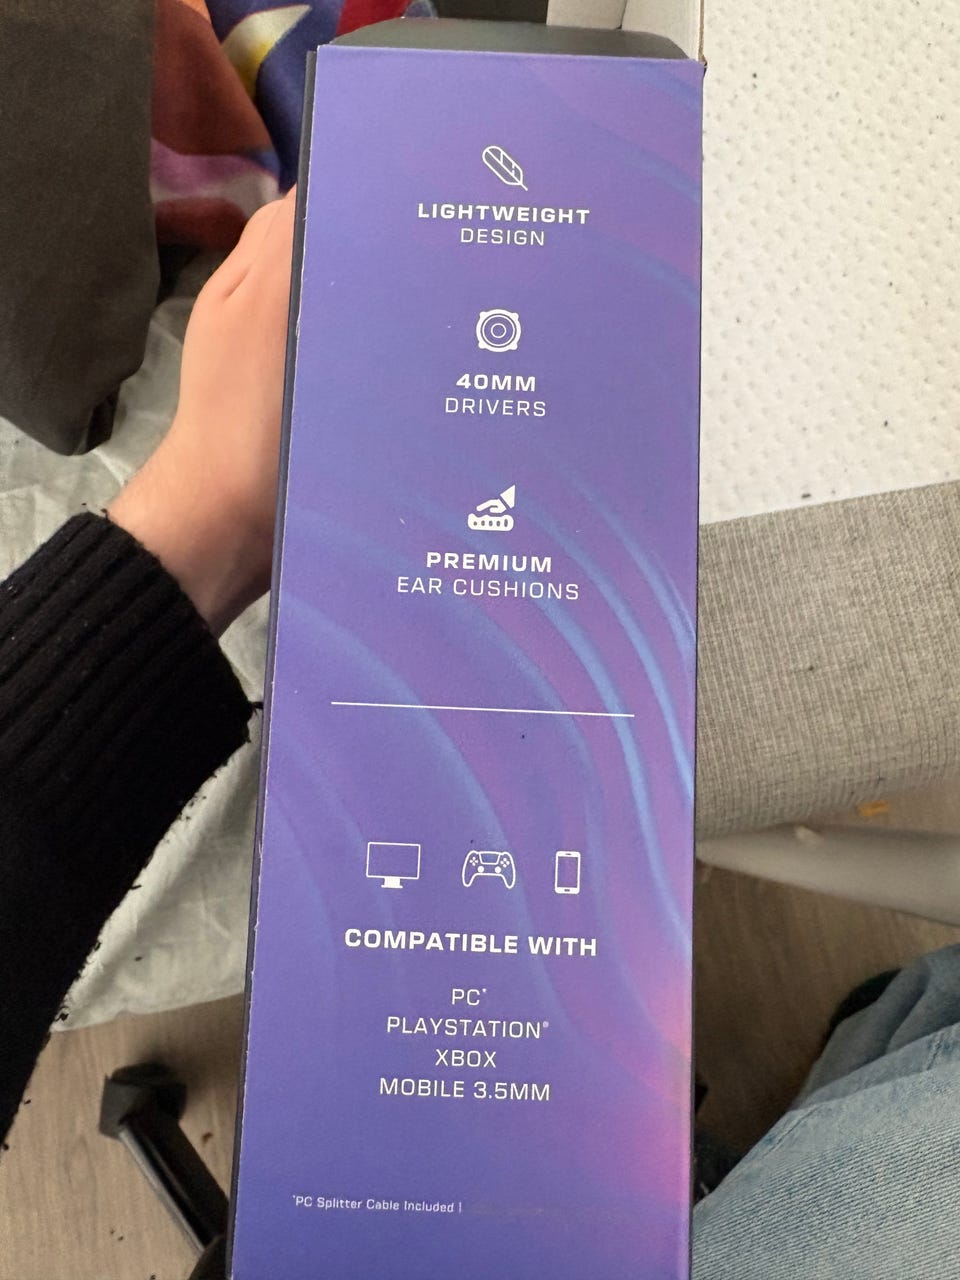 LIGHTWEIGHT
DESIGN
40MM
DRIVERS
PREMIUM
EAR CUSHIONS
COMPATIBLE WITH
PC*
PLAYSTATION®
XBOX
MOBILE 3.5MM
*PC Splitter Cable Included |